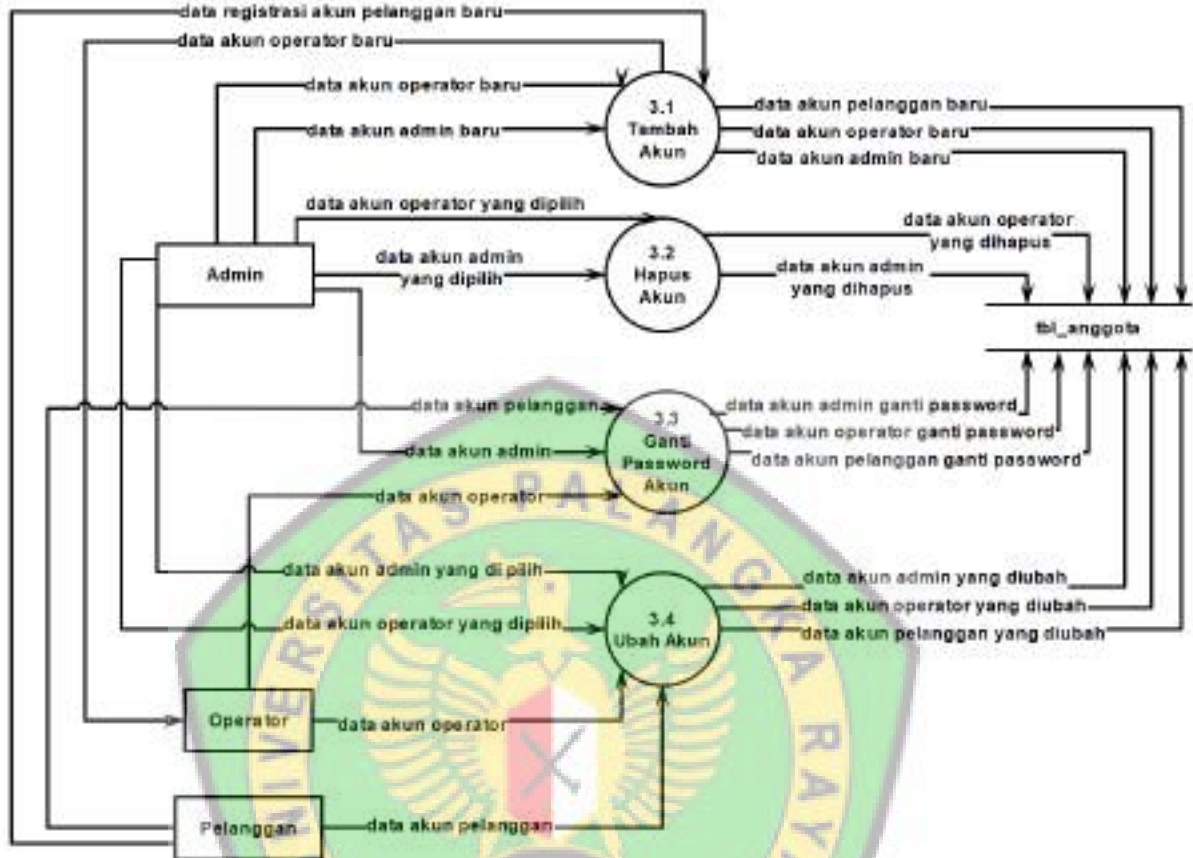 data registrasi akun pelanggan baru
data akun operator baru
data akun operator baru
data akun admin baru
3.1
Tambah
Akun
data akun pelanggan baru
data akun operator baru
data akun admin baru
data akun operator yang dipilih
data akun admin
yang dipilih
Admin
3.2
Hapus
Akun
data akun operator
yang dihapus
data akun admin
yang dihapus
tbl_anggota
data akun pelanggan
data akun admin
data akun operator
3.3
Ganti
Password
Akun
data akun admin ganti password
data akun operator ganti password
data akun pelanggan ganti password
data akun admin yang di pilih
data akun operator yang dipilih
3.4
Ubah Akun
data akun admin yang diubah
data akun operator yang diubah
data akun pelanggan yang diubah
Operator
data akun operator
Pelanggan
data akun pelanggan
UNIVERSITAS PALANGKA RAYA